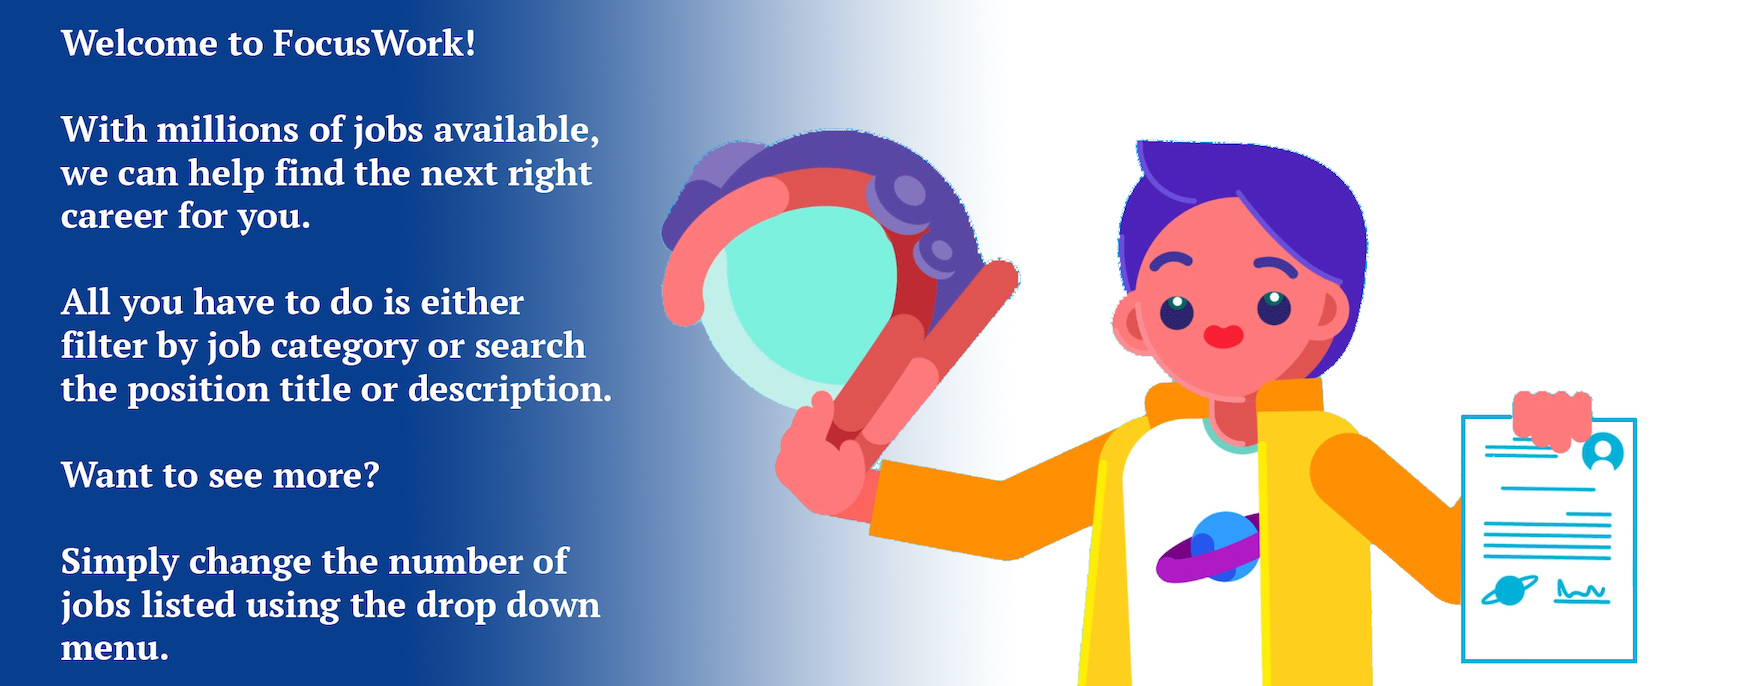 Welcome to FocusWork!
With millions of jobs available,
we can help find the next right
career for you.
All you have to do is either
filter by job category or search
the position title or description.
Want to see more?
Simply change the number of
jobs listed using the drop down
menu.